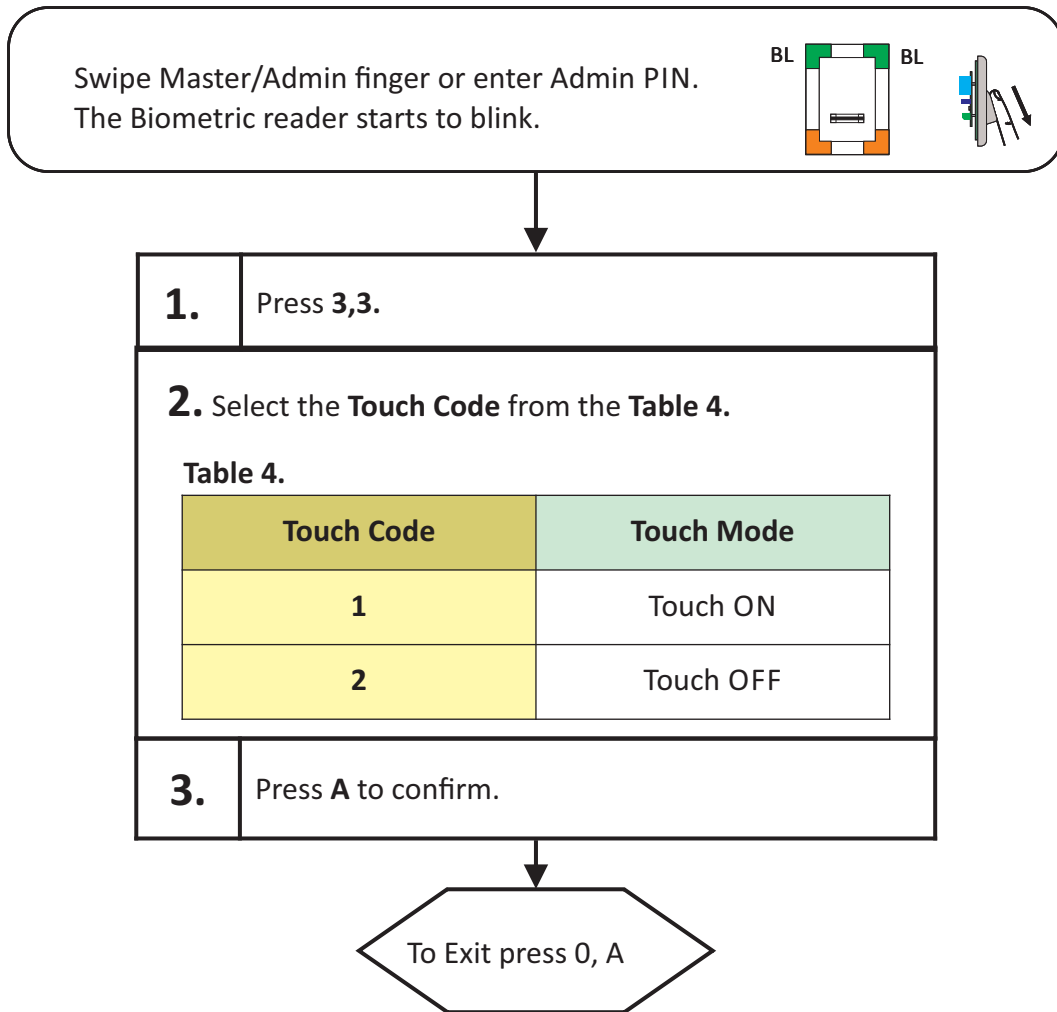 Swipe Master/Admin finger or enter Admin PIN.
The Biometric reader starts to blink.
BL
BL
1.
Press 3,3.
2. Select the Touch Code from the Table 4.
Table 4.
Touch Code
Touch Mode
1
Touch ON
2
Touch OFF
3.
Press A to confirm.
To Exit press 0, A